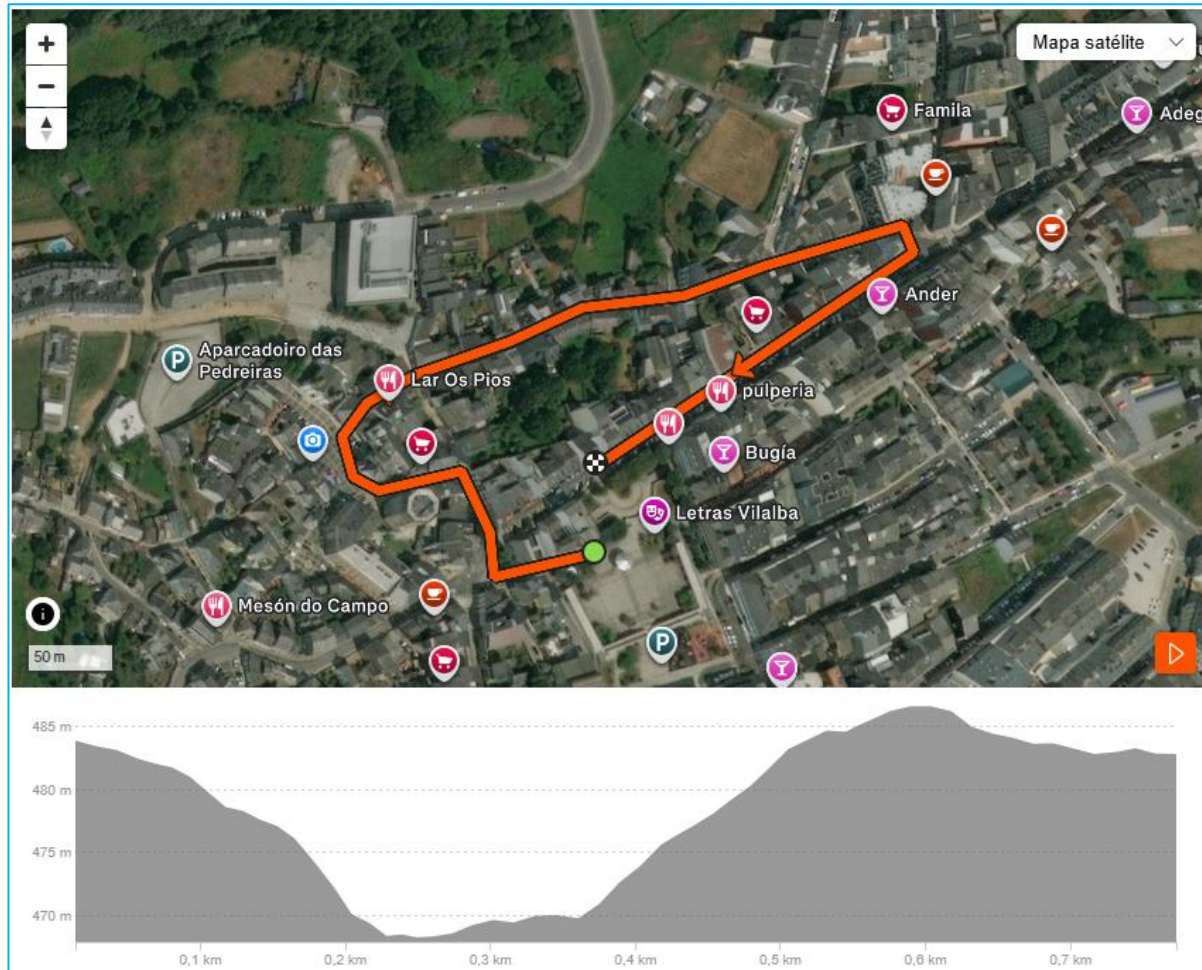 +
−
Mapa satélite
Famila
Adeg
Ander
P
Aparcadoiro das
Pedreiras
Lar Os Pios
pulperia
Bugía
Letras Vilalba
Mesón do Campo
i
P
50 m
485 m
480 m
475 m
470 m
0,1 km
0,2 km
0,3 km
0,4 km
0,5 km
0,6 km
0,7 km